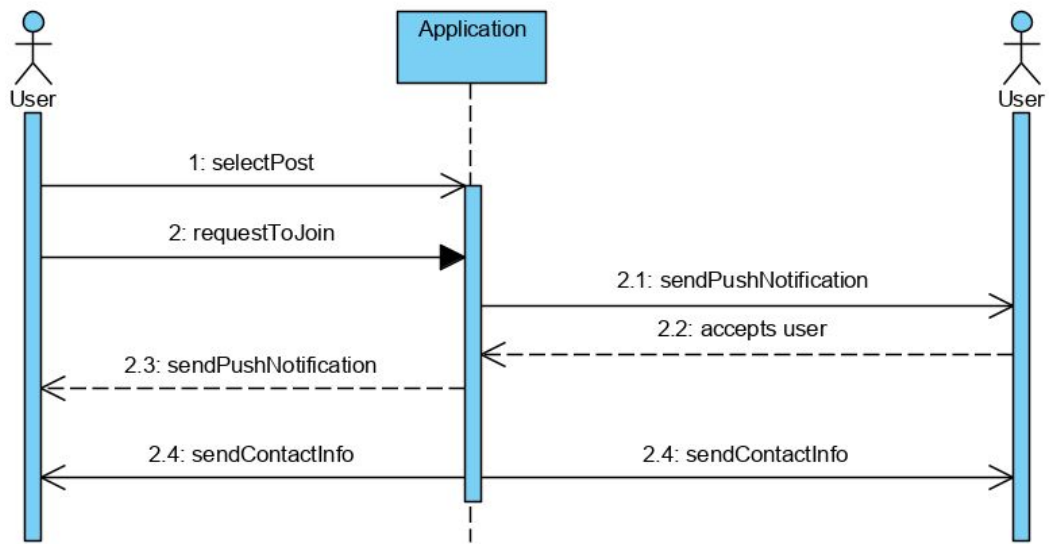 Application
User
User
1: selectPost
2: requestToJoin
2.1: sendPushNotification
2.2: accepts user
2.3: sendPushNotification
2.4: sendContactInfo
2.4: sendContactInfo